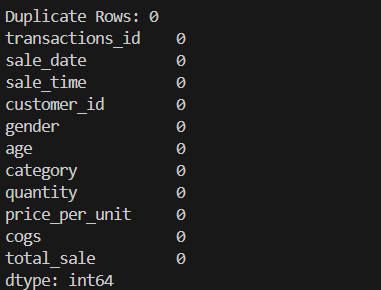 Duplicate Rows: 0
transactions_id    0
sale_date          0
sale_time          0
customer_id        0
gender             0
age                0
category           0
quantity           0
price_per_unit     0
cogs               0
total_sale         0
dtype: int64